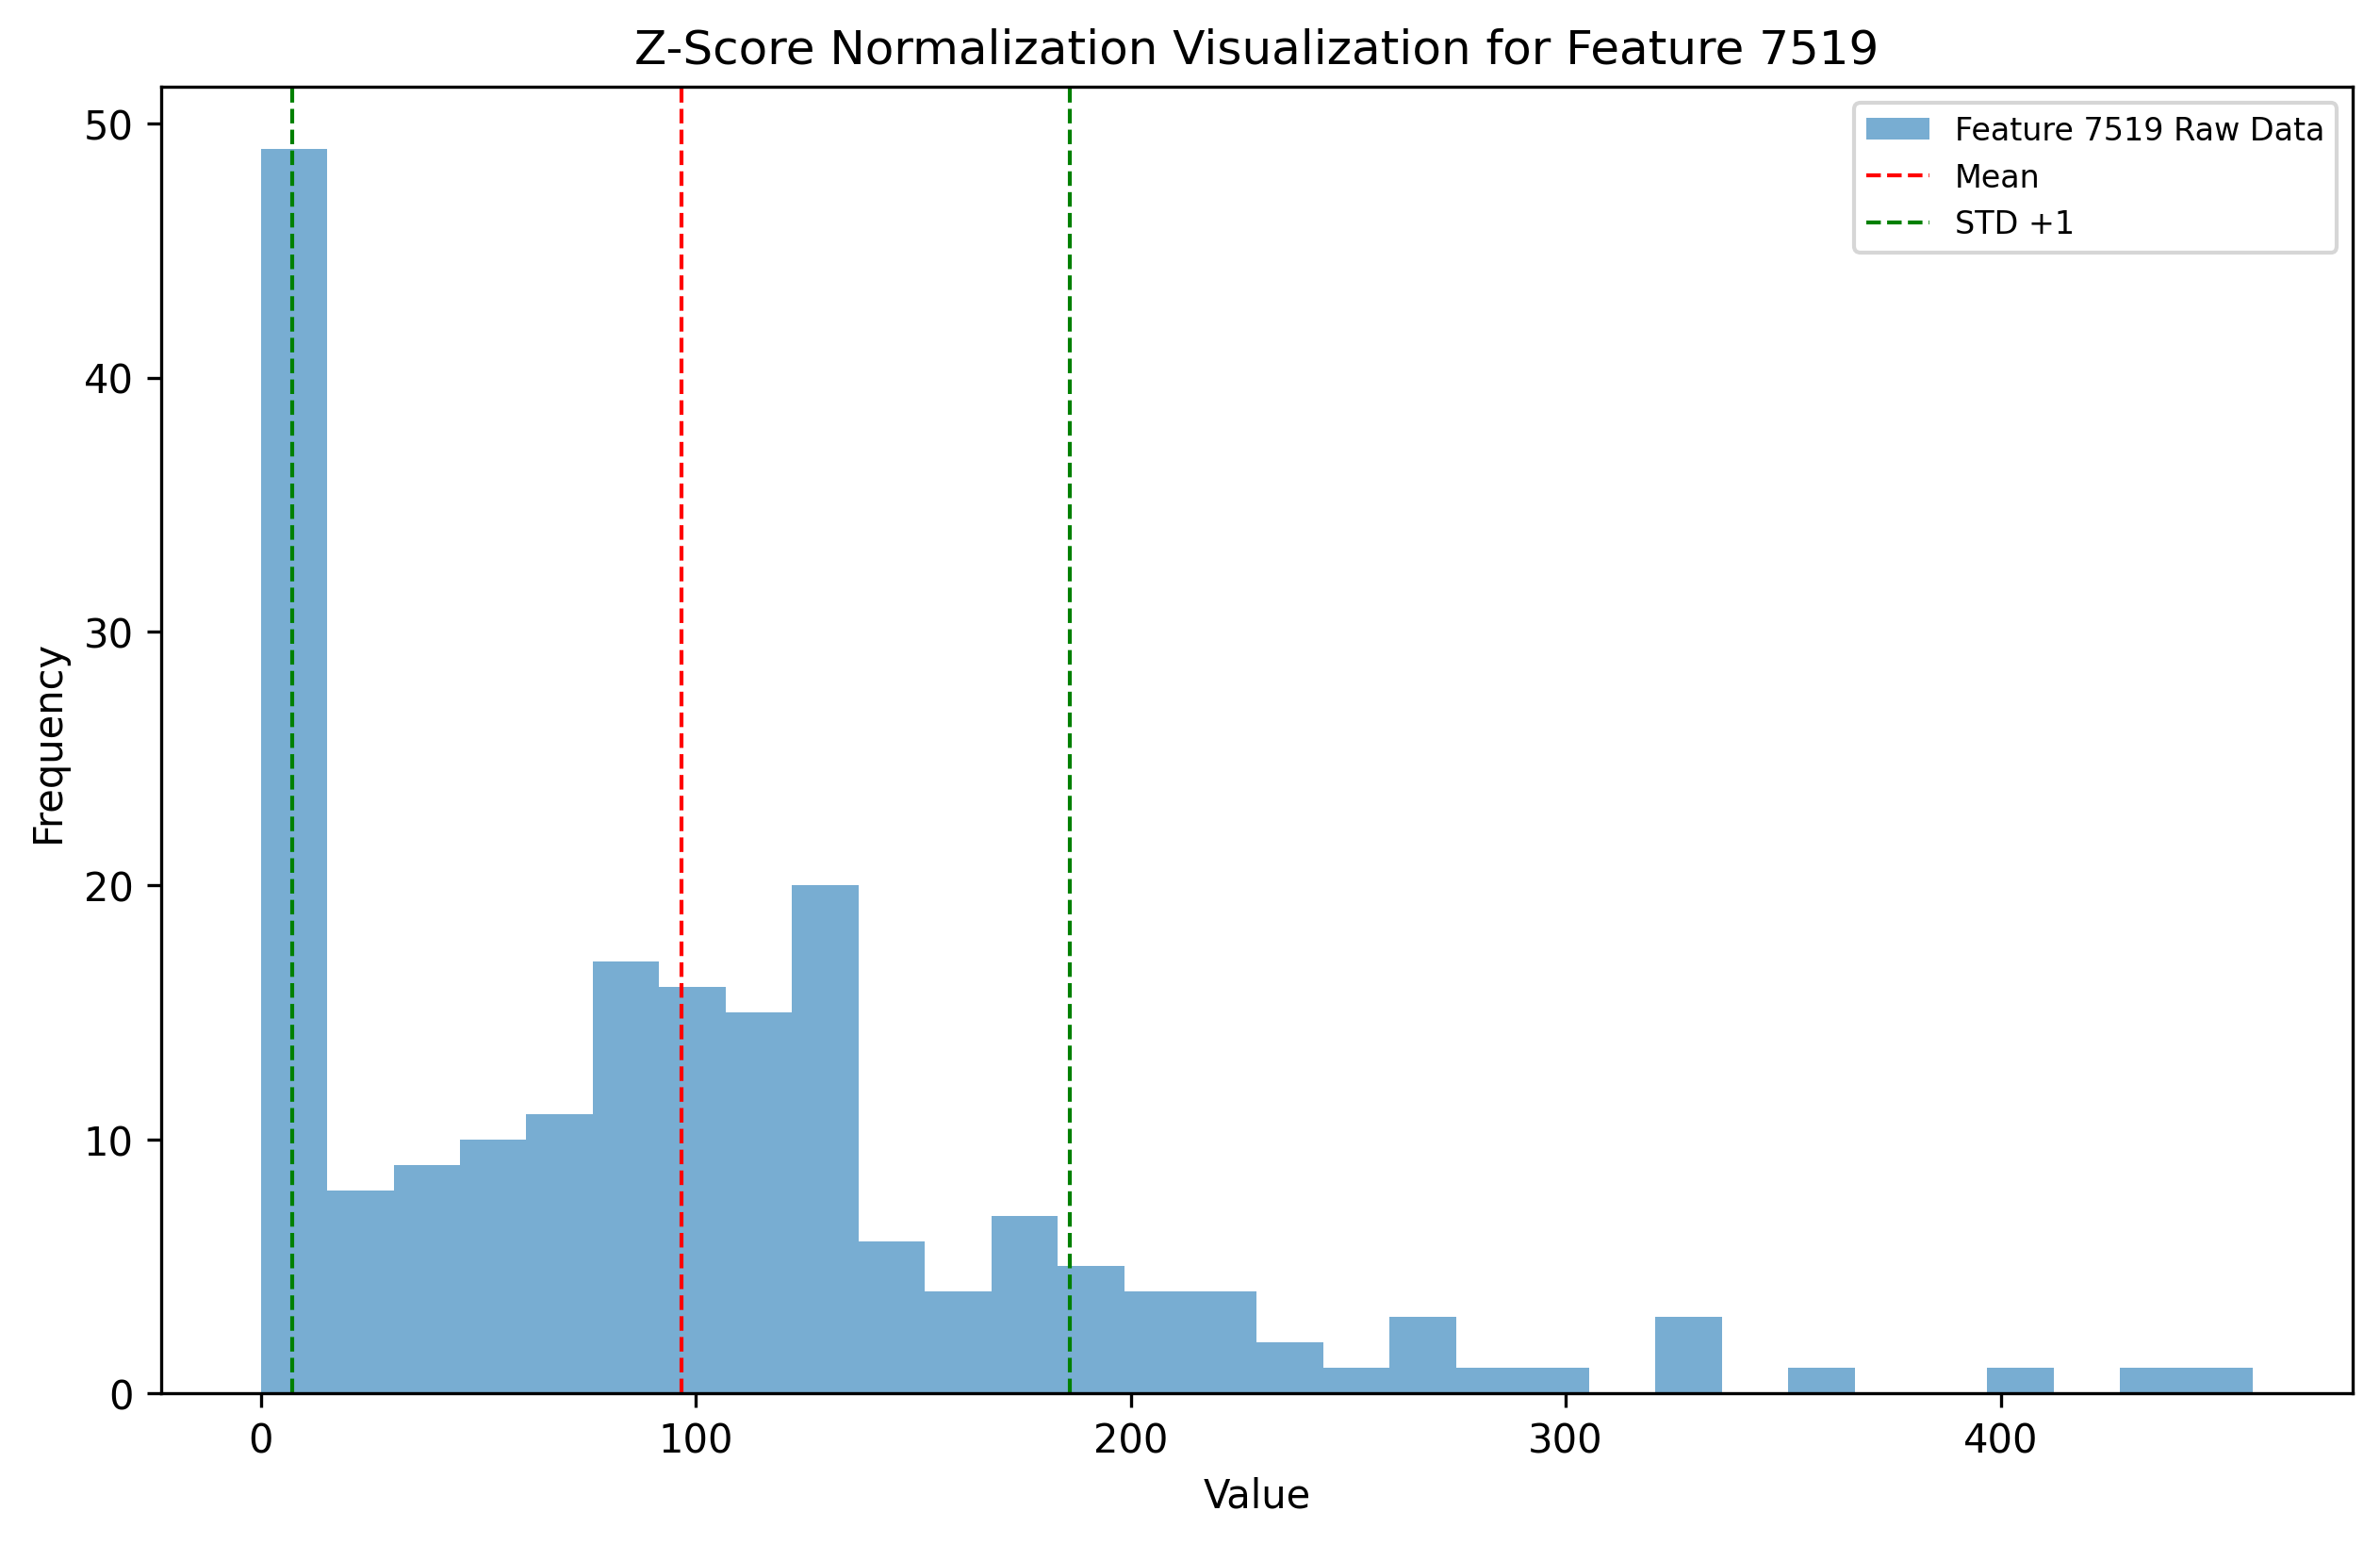 Z-Score Normalization Visualization for Feature 7519
Feature 7519 Raw Data
Mean
STD +1
50
40
30
20
10
0
Frequency
0 100 200 300 400
Value